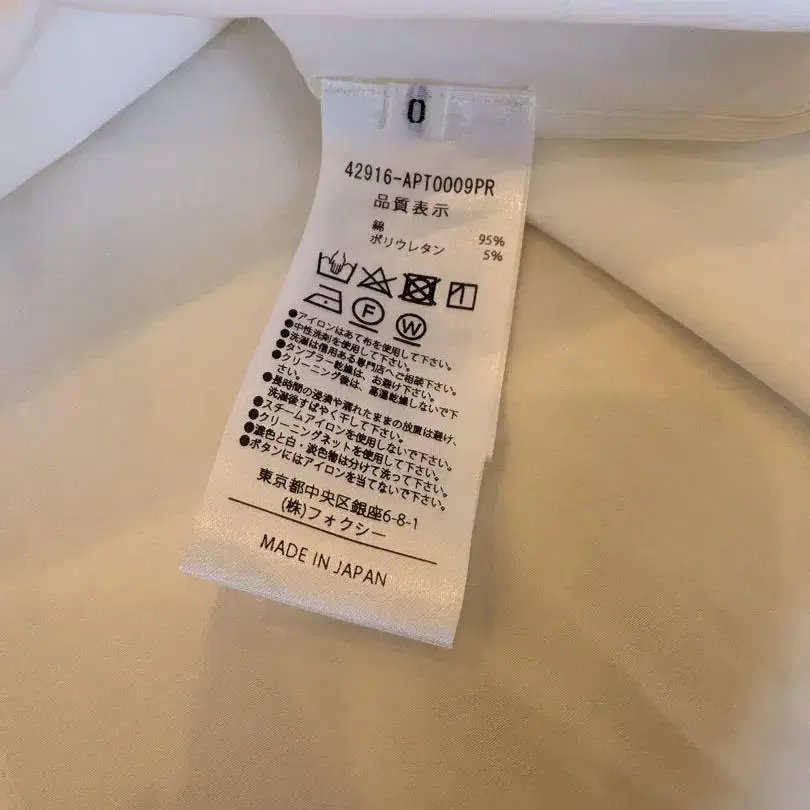 0
42916-APT0009PR
品質表示
綿 95%
ポリウレタン 5%
F W
●アイロンはあて布を使用して下さい。
●中性洗剤を使用して下さい。
●洗濯は信用ある専門店へご相談下さい。
●タンブラー乾燥は、お避け下さい。
●クリーニング後は、高温乾燥しないで下
さい。
●長時間の浸漬や濡れたままの放置は避け、
洗濯後すばやく干して下さい。
●スチームアイロンを使用しないで下さい。
●クリーニングネットを使用して下さい。
●濃色と白・淡色物は分けて洗って下さい。
●ボタンにはアイロンを当てないで下さい。
東京都中央区銀座6-8-1
(株)フォクシー
MADE IN JAPAN